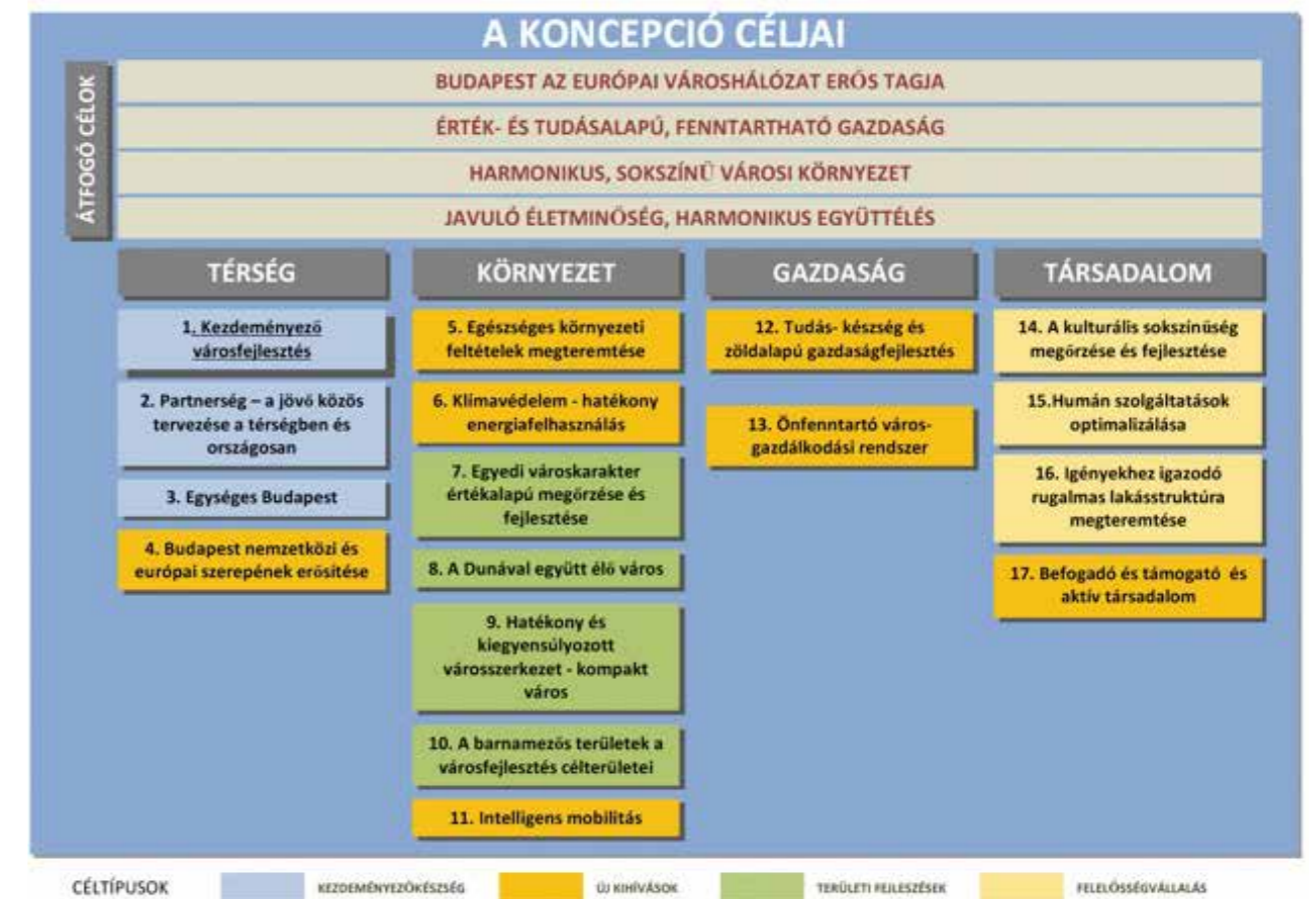 A KONCEPCIÓ CÉLJAI
ÁTFOGÓ CÉLOK
BUDAPEST AZ EURÓPAI VÁROSHÁLÓZAT ERŐS TAGJA
ÉRTÉK- ÉS TUDÁSALAPÚ, FENNTARTHATÓ GAZDASÁG
HARMONIKUS, SOKSZÍNŰ VÁROSI KÖRNYEZET
JAVULÓ ÉLETMINŐSÉG, HARMONIKUS EGYÜTTÉLÉS
TÉRSÉG
1. Kezdeményező
városfejlesztés
2. Partnerség – a jövő közös
tervezése a térségben és
országosan
3. Egységes Budapest
4. Budapest nemzetközi és
európai szerepének erősítése
KÖRNYEZET
5. Egészséges környezeti
feltételek megteremtése
6. Klímavédelem - hatékony
energiafelhasználás
7. Egyedi városkarakter
értékalapú megőrzése és
fejlesztése
8. A Dunával együtt élő város
9. Hatékony és
kiegyensúlyozott
városszerkezet - kompakt
város
10. A barnamezős területek a
városfejlesztés célterületei
11. Intelligens mobilitás
GAZDASÁG
12. Tudás- készség és
zöldalapú gazdaságfejlesztés
13. Önfenntartó város-
gazdálkodási rendszer
TÁRSADALOM
14. A kulturális sokszínűség
megőrzése és fejlesztése
15.Humán szolgáltatások
optimalizálása
16. Igényekhez igazodó
rugalmas lakásstruktúra
megteremtése
17. Befogadó és támogató és
aktív társadalom
CÉLTÍPUSOK
KEZDEMÉNYEZŐKÉSZSÉG
ÚJ KIHÍVÁSOK
TERÜLETI FEJLESZÉSEK
FELELŐSSÉGVÁLLALÁS